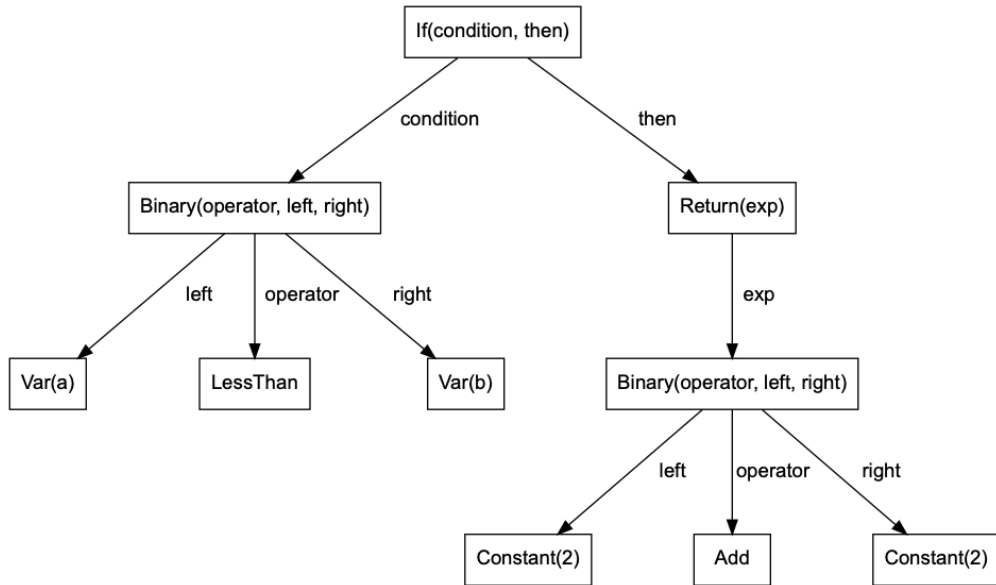 If(condition, then)
condition
then
Binary(operator, left, right)
Return(exp)
left
operator
right
exp
Var(a)
LessThan
Var(b)
Binary(operator, left, right)
left
operator
right
Constant(2)
Add
Constant(2)